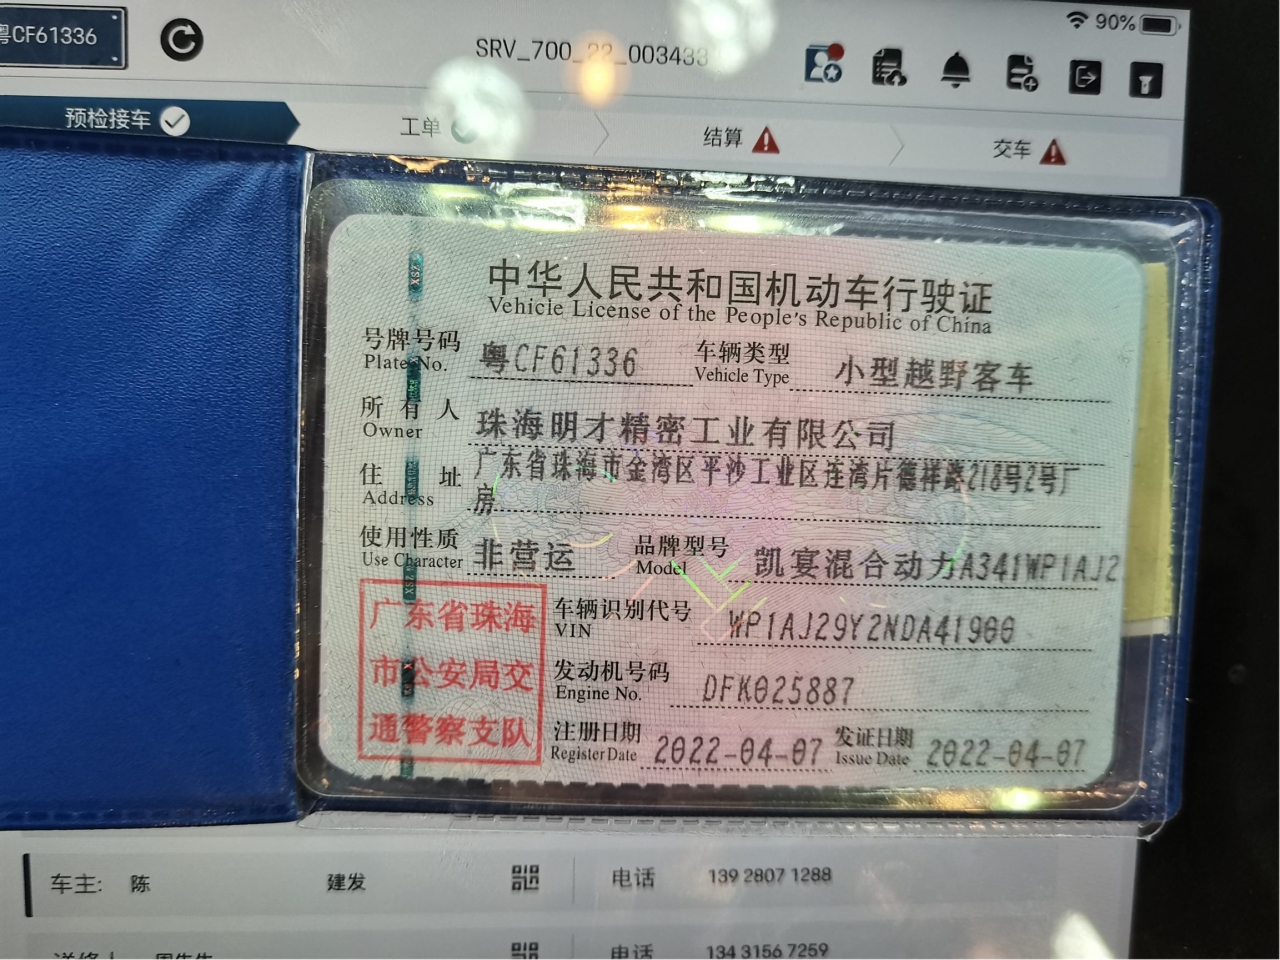 粤CF61336
SRV_700_22_003433
90%
预检接车
工单
结算
交车
中华人民共和国机动车行驶证
Vehicle License of the People's Republic of China
号牌号码 粤CF61336 车辆类型 小型越野客车
Plate No. Vehicle Type
所有人 珠海明才精密工业有限公司
Owner
住址 广东省珠海市金湾区平沙工业区连湾片德祥路218号2号厂
Address 房
使用性质 非营运 品牌型号 凯宴混合动力A341WP1AJ2
Use Character Model
广东省珠海
市公安局交
通警察支队
车辆识别代号 WP1AJ29Y2NDA41900
VIN
发动机号码 DFK025887
Engine No.
注册日期 2022-04-07 发证日期 2022-04-07
Register Date Issue Date
车主: 陈 建发 电话 139 2807 1288
电话 134 3156 7259